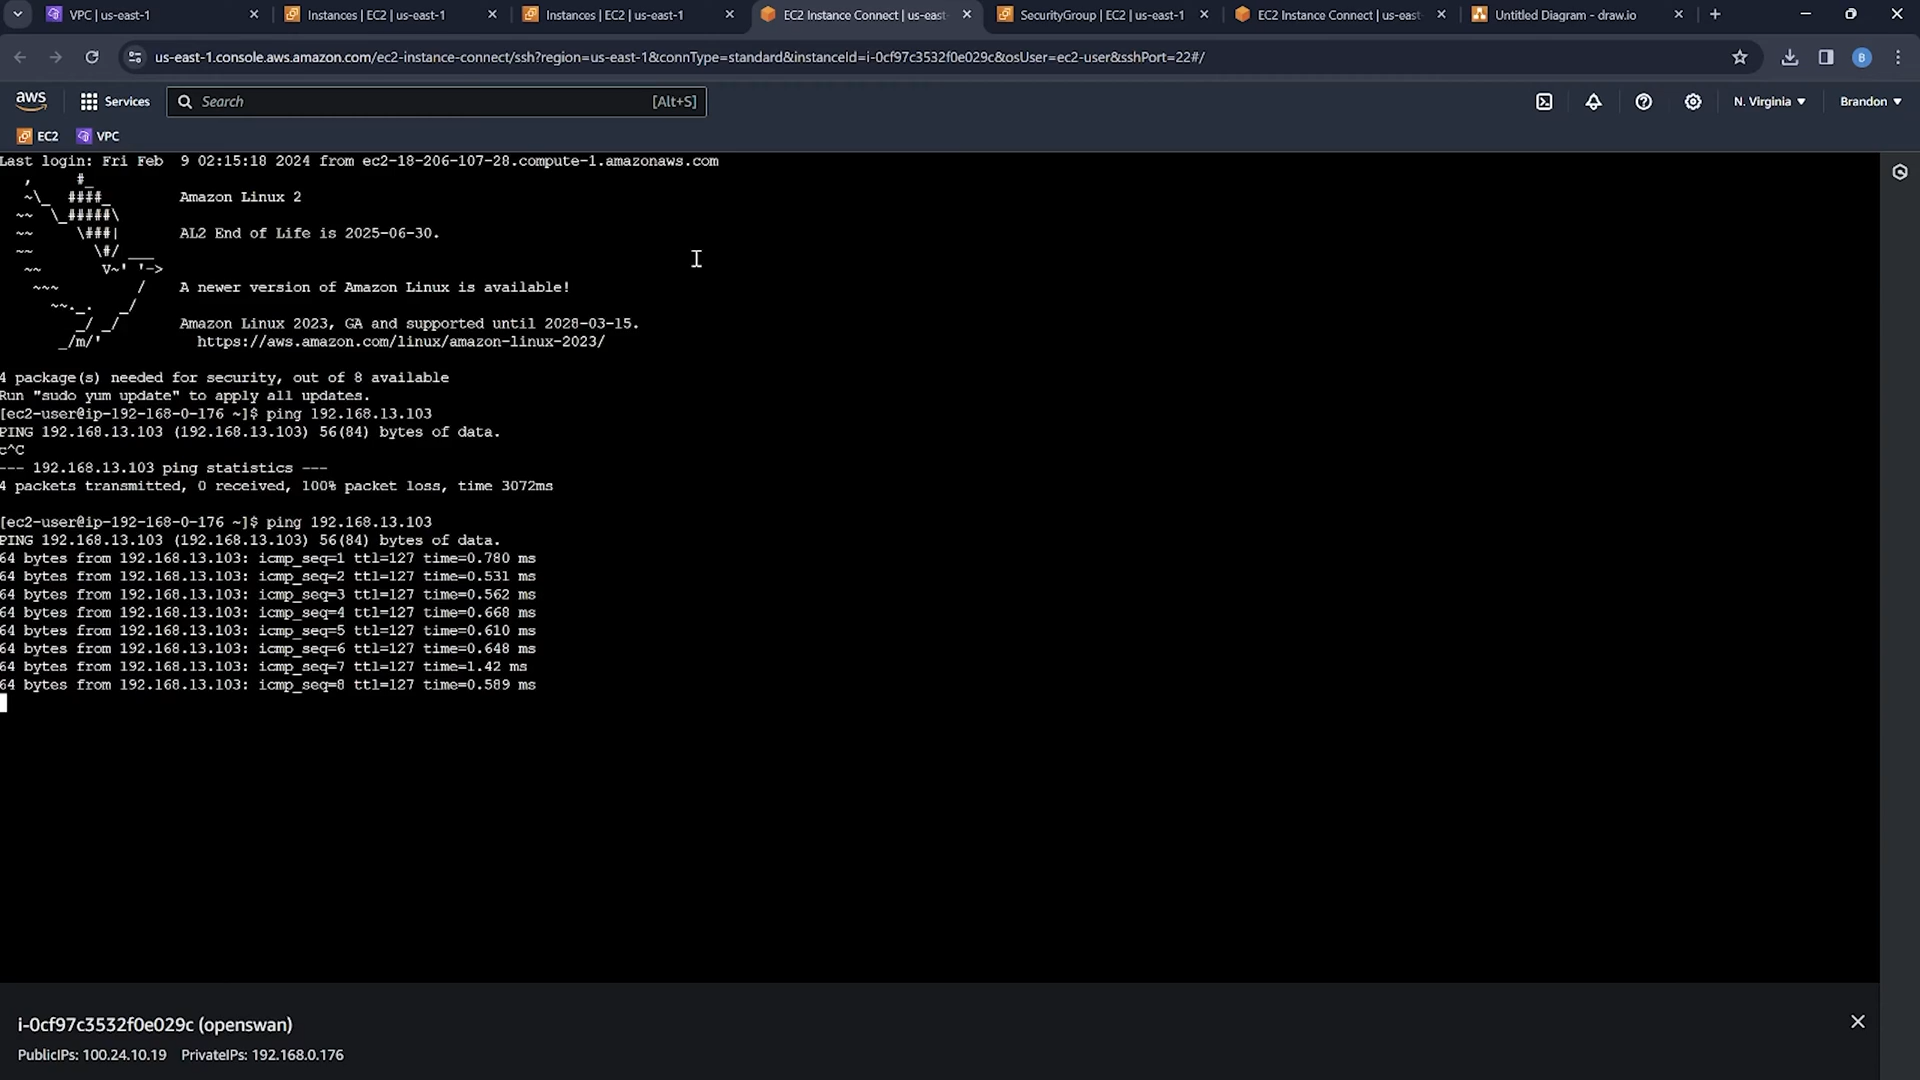 VPC | us-east-1
Instances | EC2 | us-east-1
Instances | EC2 | us-east-1
EC2 Instance Connect | us-east-
SecurityGroup | EC2 | us-east-1
EC2 Instance Connect | us-east-
Untitled Diagram - draw.io
us-east-1.console.aws.amazon.com/ec2-instance-connect/ssh?region=us-east-1&connType=standard&instanceId=i-0cf97c3532f0e029c&osUser=ec2-user&sshPort=22#/
B
aws
Services
Search
[Alt+S]
N. Virginia
Brandon
EC2
VPC
Last login: Fri Feb  9 02:15:18 2024 from ec2-18-206-107-28.compute-1.amazonaws.com
   ,     #_
   ~\_  ####_        Amazon Linux 2
  ~~  \_#####\
  ~~     \###|       AL2 End of Life is 2025-06-30.
  ~~       \#/ ___
   ~~       V~' '->
    ~~~         /    A newer version of Amazon Linux is available!
      ~~._.   _/
         _/ _/       Amazon Linux 2023, GA and supported until 2028-03-15.
       _/m/'           https://aws.amazon.com/linux/amazon-linux-2023/
4 package(s) needed for security, out of 8 available
Run "sudo yum update" to apply all updates.
[ec2-user@ip-192-168-0-176 ~]$ ping 192.168.13.103
PING 192.168.13.103 (192.168.13.103) 56(84) bytes of data.
c^C
--- 192.168.13.103 ping statistics ---
4 packets transmitted, 0 received, 100% packet loss, time 3072ms
[ec2-user@ip-192-168-0-176 ~]$ ping 192.168.13.103
PING 192.168.13.103 (192.168.13.103) 56(84) bytes of data.
64 bytes from 192.168.13.103: icmp_seq=1 ttl=127 time=0.780 ms
64 bytes from 192.168.13.103: icmp_seq=2 ttl=127 time=0.531 ms
64 bytes from 192.168.13.103: icmp_seq=3 ttl=127 time=0.562 ms
64 bytes from 192.168.13.103: icmp_seq=4 ttl=127 time=0.668 ms
64 bytes from 192.168.13.103: icmp_seq=5 ttl=127 time=0.610 ms
64 bytes from 192.168.13.103: icmp_seq=6 ttl=127 time=0.648 ms
64 bytes from 192.168.13.103: icmp_seq=7 ttl=127 time=1.42 ms
64 bytes from 192.168.13.103: icmp_seq=8 ttl=127 time=0.589 ms
i-0cf97c3532f0e029c (openswan)
PublicIPs: 100.24.10.19   PrivateIPs: 192.168.0.176